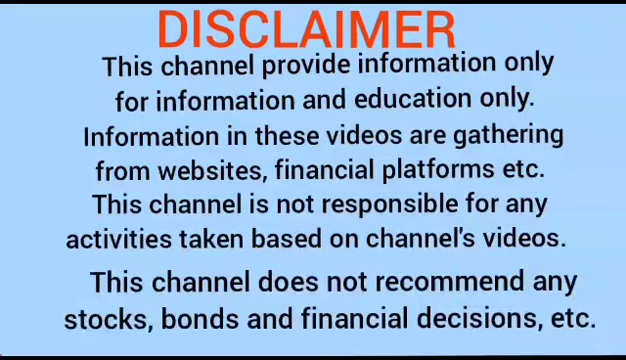 DISCLAIMER
This channel provide information only
for information and education only.
Information in these videos are gathering
from websites, financial platforms etc.
This channel is not responsible for any
activities taken based on channel's videos.
This channel does not recommend any
stocks, bonds and financial decisions, etc.